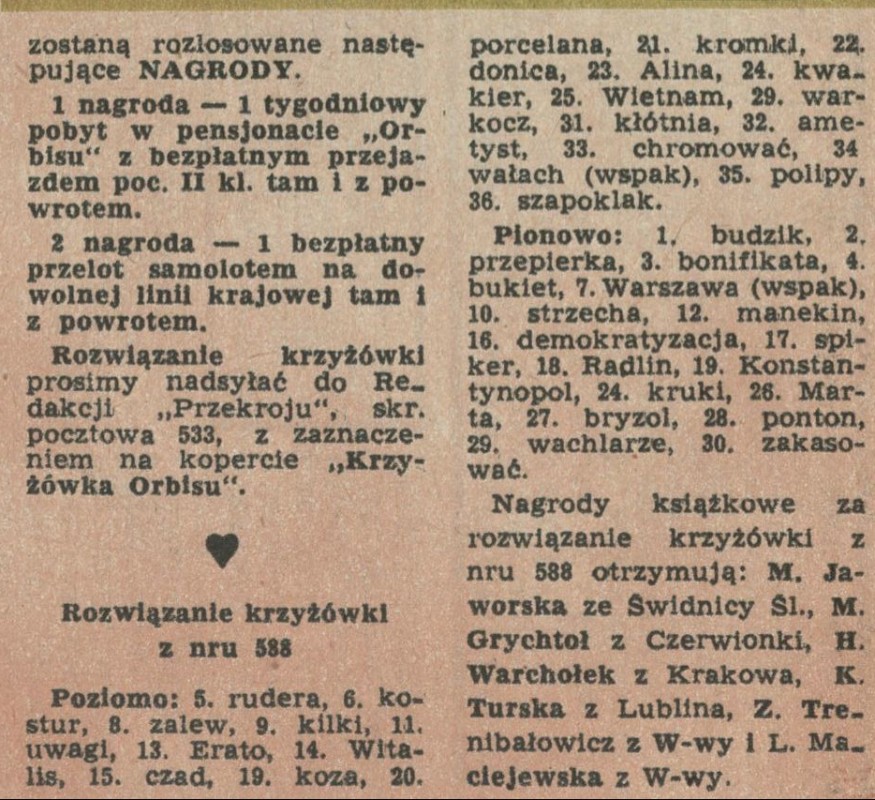 zostaną rozlosowane nastę-
pujące NAGRODY.
1 nagroda — 1 tygodniowy
pobyt w pensjonacie „Or-
bisu“ z bezpłatnym przeja-
zdem poc. II kl. tam i z po-
wrotem.
2 nagroda — 1 bezpłatny
przelot samolotem na do-
wolnej linii krajowej tam i
z powrotem.
Rozwiązanie krzyżówki
prosimy nadsyłać do Re-
dakcji „Przekroju“, skr.
pocztowa 533, z zaznacze-
niem na kopercie „Krzy-
żówka Orbisu“.
♥
Rozwiązanie krzyżówki
z nru 588
Poziomo: 5. rudera, 6. ko-
stur, 8. zalew, 9. kilki, 11.
uwagi, 13. Erato, 14. Wita-
lis, 15. czad, 19. koza, 20.
porcelana, 21. kromki, 22.
donica, 23. Alina, 24. kwa-
kier, 25. Wietnam, 29. war-
kocz, 31. kłótnia, 32. ame-
tyst, 33. chromować, 34
wałach (wspak), 35. polipy,
36. szapoklak.
Pionowo: 1. budzik, 2.
przepierka, 3. bonifikata, 4.
bukiet, 7. Warszawa (wspak),
10. strzecha, 12. manekin,
16. demokratyzacja, 17. spi-
ker, 18. Radlin, 19. Konstan-
tynopol, 24. kruki, 26. Mar-
ta, 27. bryzol, 28. ponton,
29. wachlarze, 30. zakaso-
wać.
Nagrody książkowe za
rozwiązanie krzyżówki z
nru 588 otrzymują: M. Ja-
worska ze Świdnicy Śl., M.
Grychtoł z Czerwionki, H.
Warchołek z Krakowa, K.
Turska z Lublina, Z. Tre-
nibałowicz z W-wy i L. Ma-
ciejewska z W-wy.